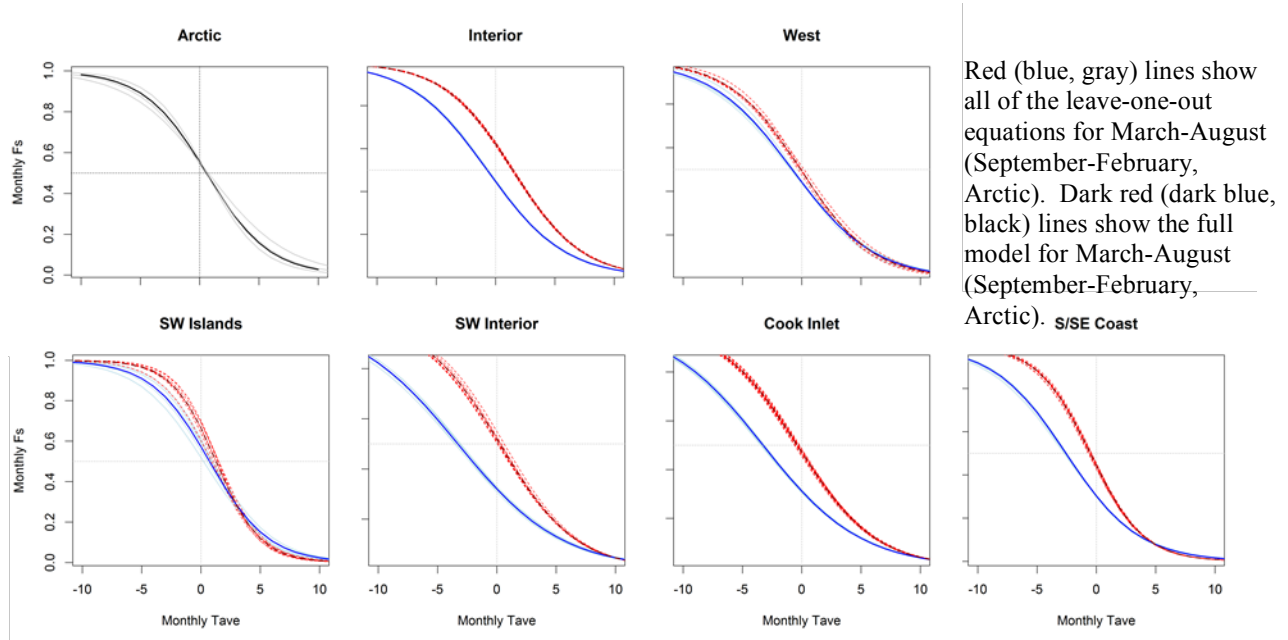 Arctic
Interior
West
Monthly Fs
1.0
0.8
0.6
0.4
0.2
0.0
Red (blue, gray) lines show
all of the leave-one-out
equations for March-August
(September-February,
Arctic). Dark red (dark blue,
black) lines show the full
model for March-August
(September-February,
Arctic).
SW Islands
SW Interior
Cook Inlet
S/SE Coast
Monthly Fs
1.0
0.8
0.6
0.4
0.2
0.0
-10 -5 0 5 10
-10 -5 0 5 10
-10 -5 0 5 10
-10 -5 0 5 10
Monthly Tave
Monthly Tave
Monthly Tave
Monthly Tave